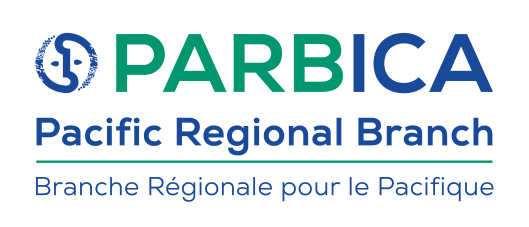 PARBICA
Pacific Regional Branch
Branche Régionale pour le Pacifique